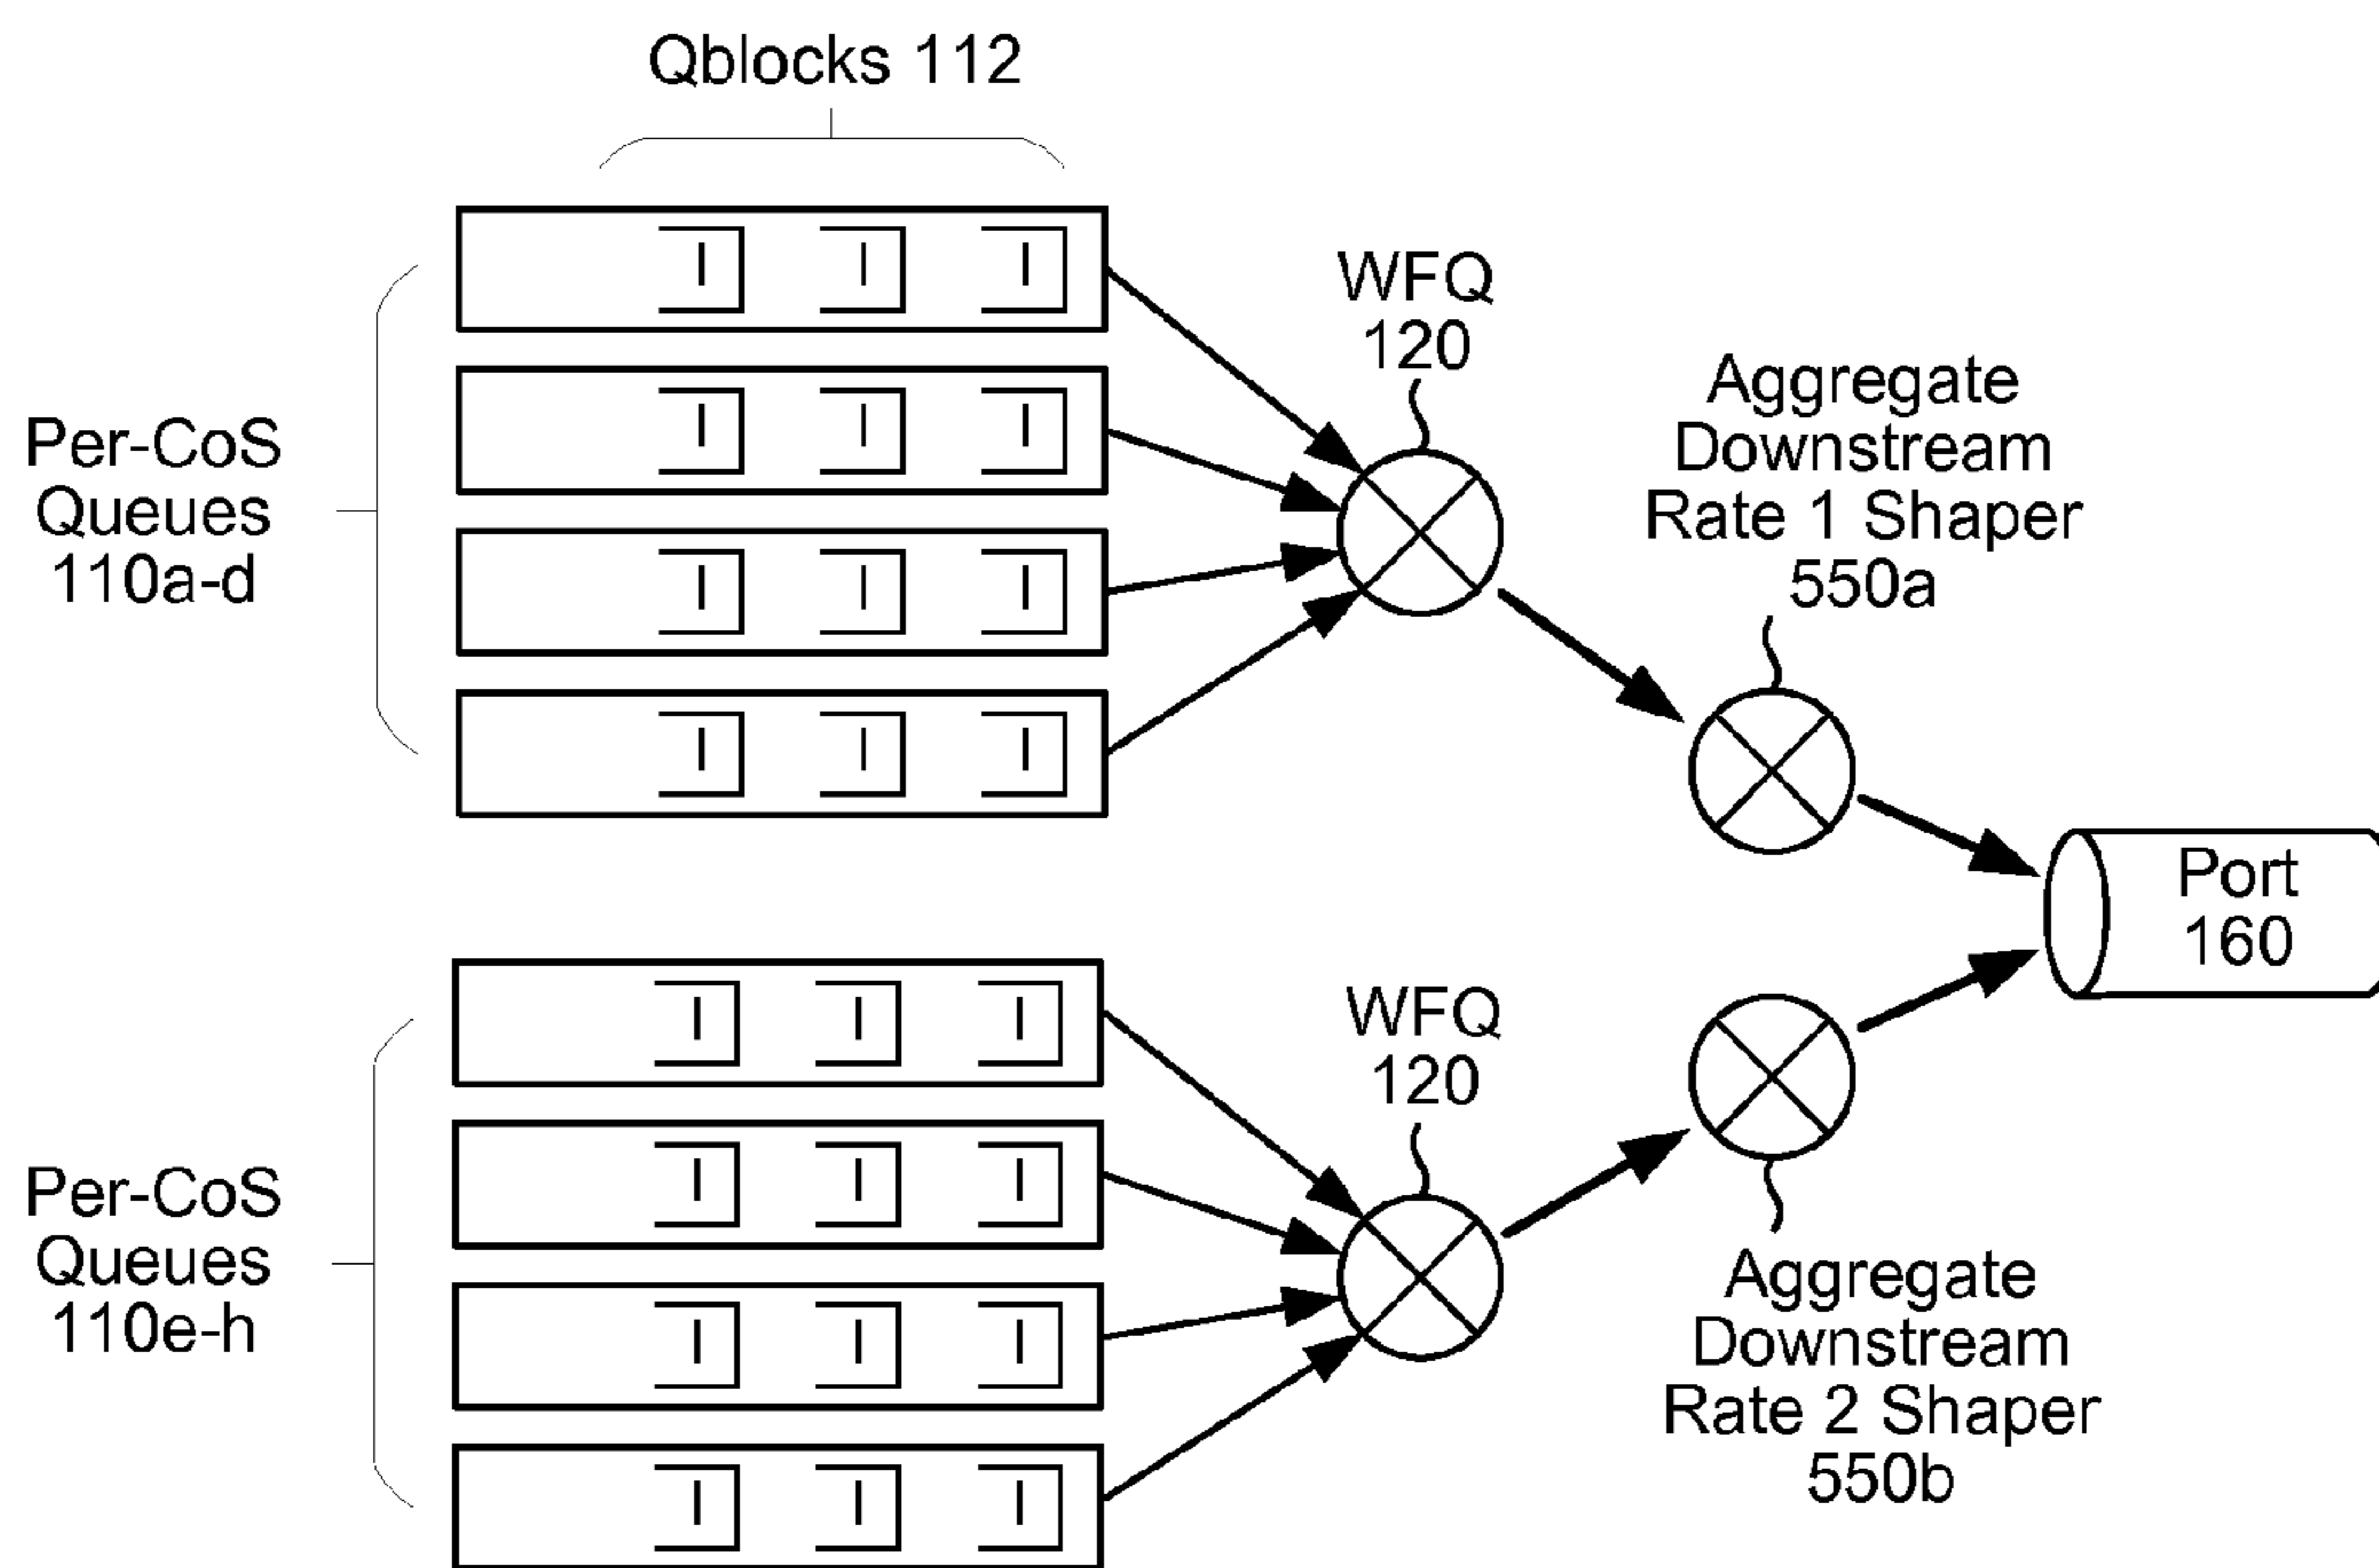 Qblocks 112
Per-CoS
Queues
110a-d
WFQ
120
Aggregate
Downstream
Rate 1 Shaper
550a
Port
160
Per-CoS
Queues
110e-h
WFQ
120
Aggregate
Downstream
Rate 2 Shaper
550b